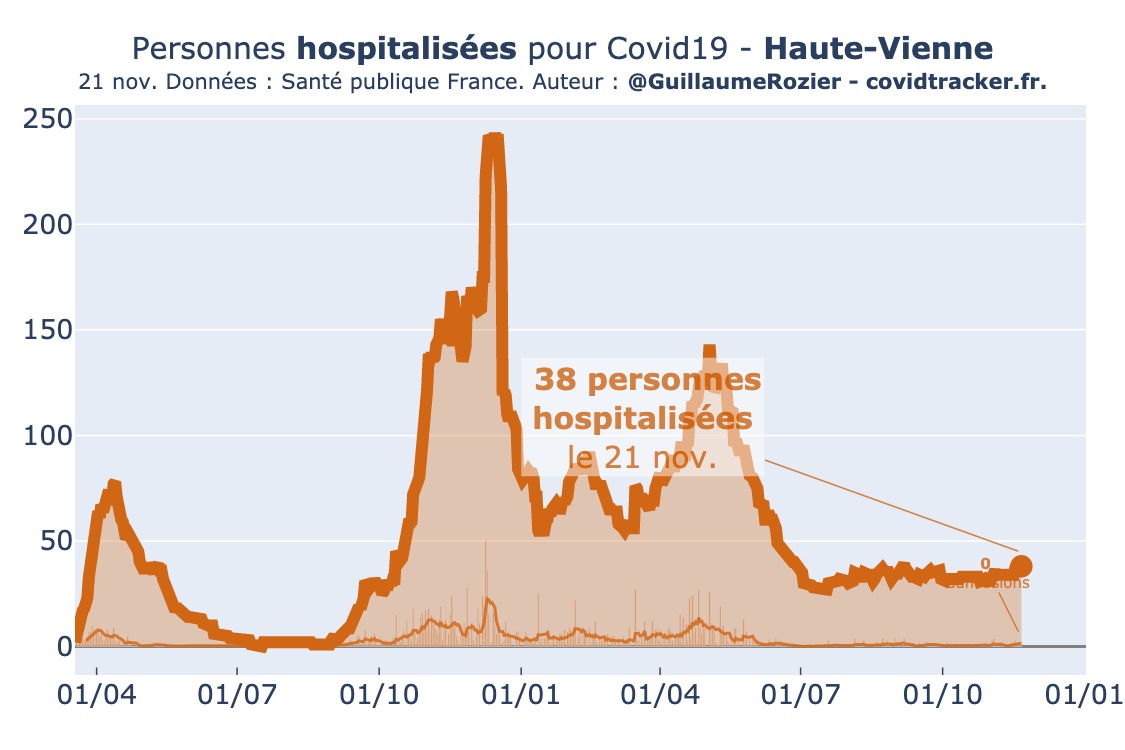 Personnes hospitalisées pour Covid19 - Haute-Vienne
21 nov. Données : Santé publique France. Auteur : @GuillaumeRozier - covidtracker.fr.
250
200
150
100
50
0
38 personnes
hospitalisées
le 21 nov.
0
admissions
01/04 01/07 01/10 01/01 01/04 01/07 01/10 01/01